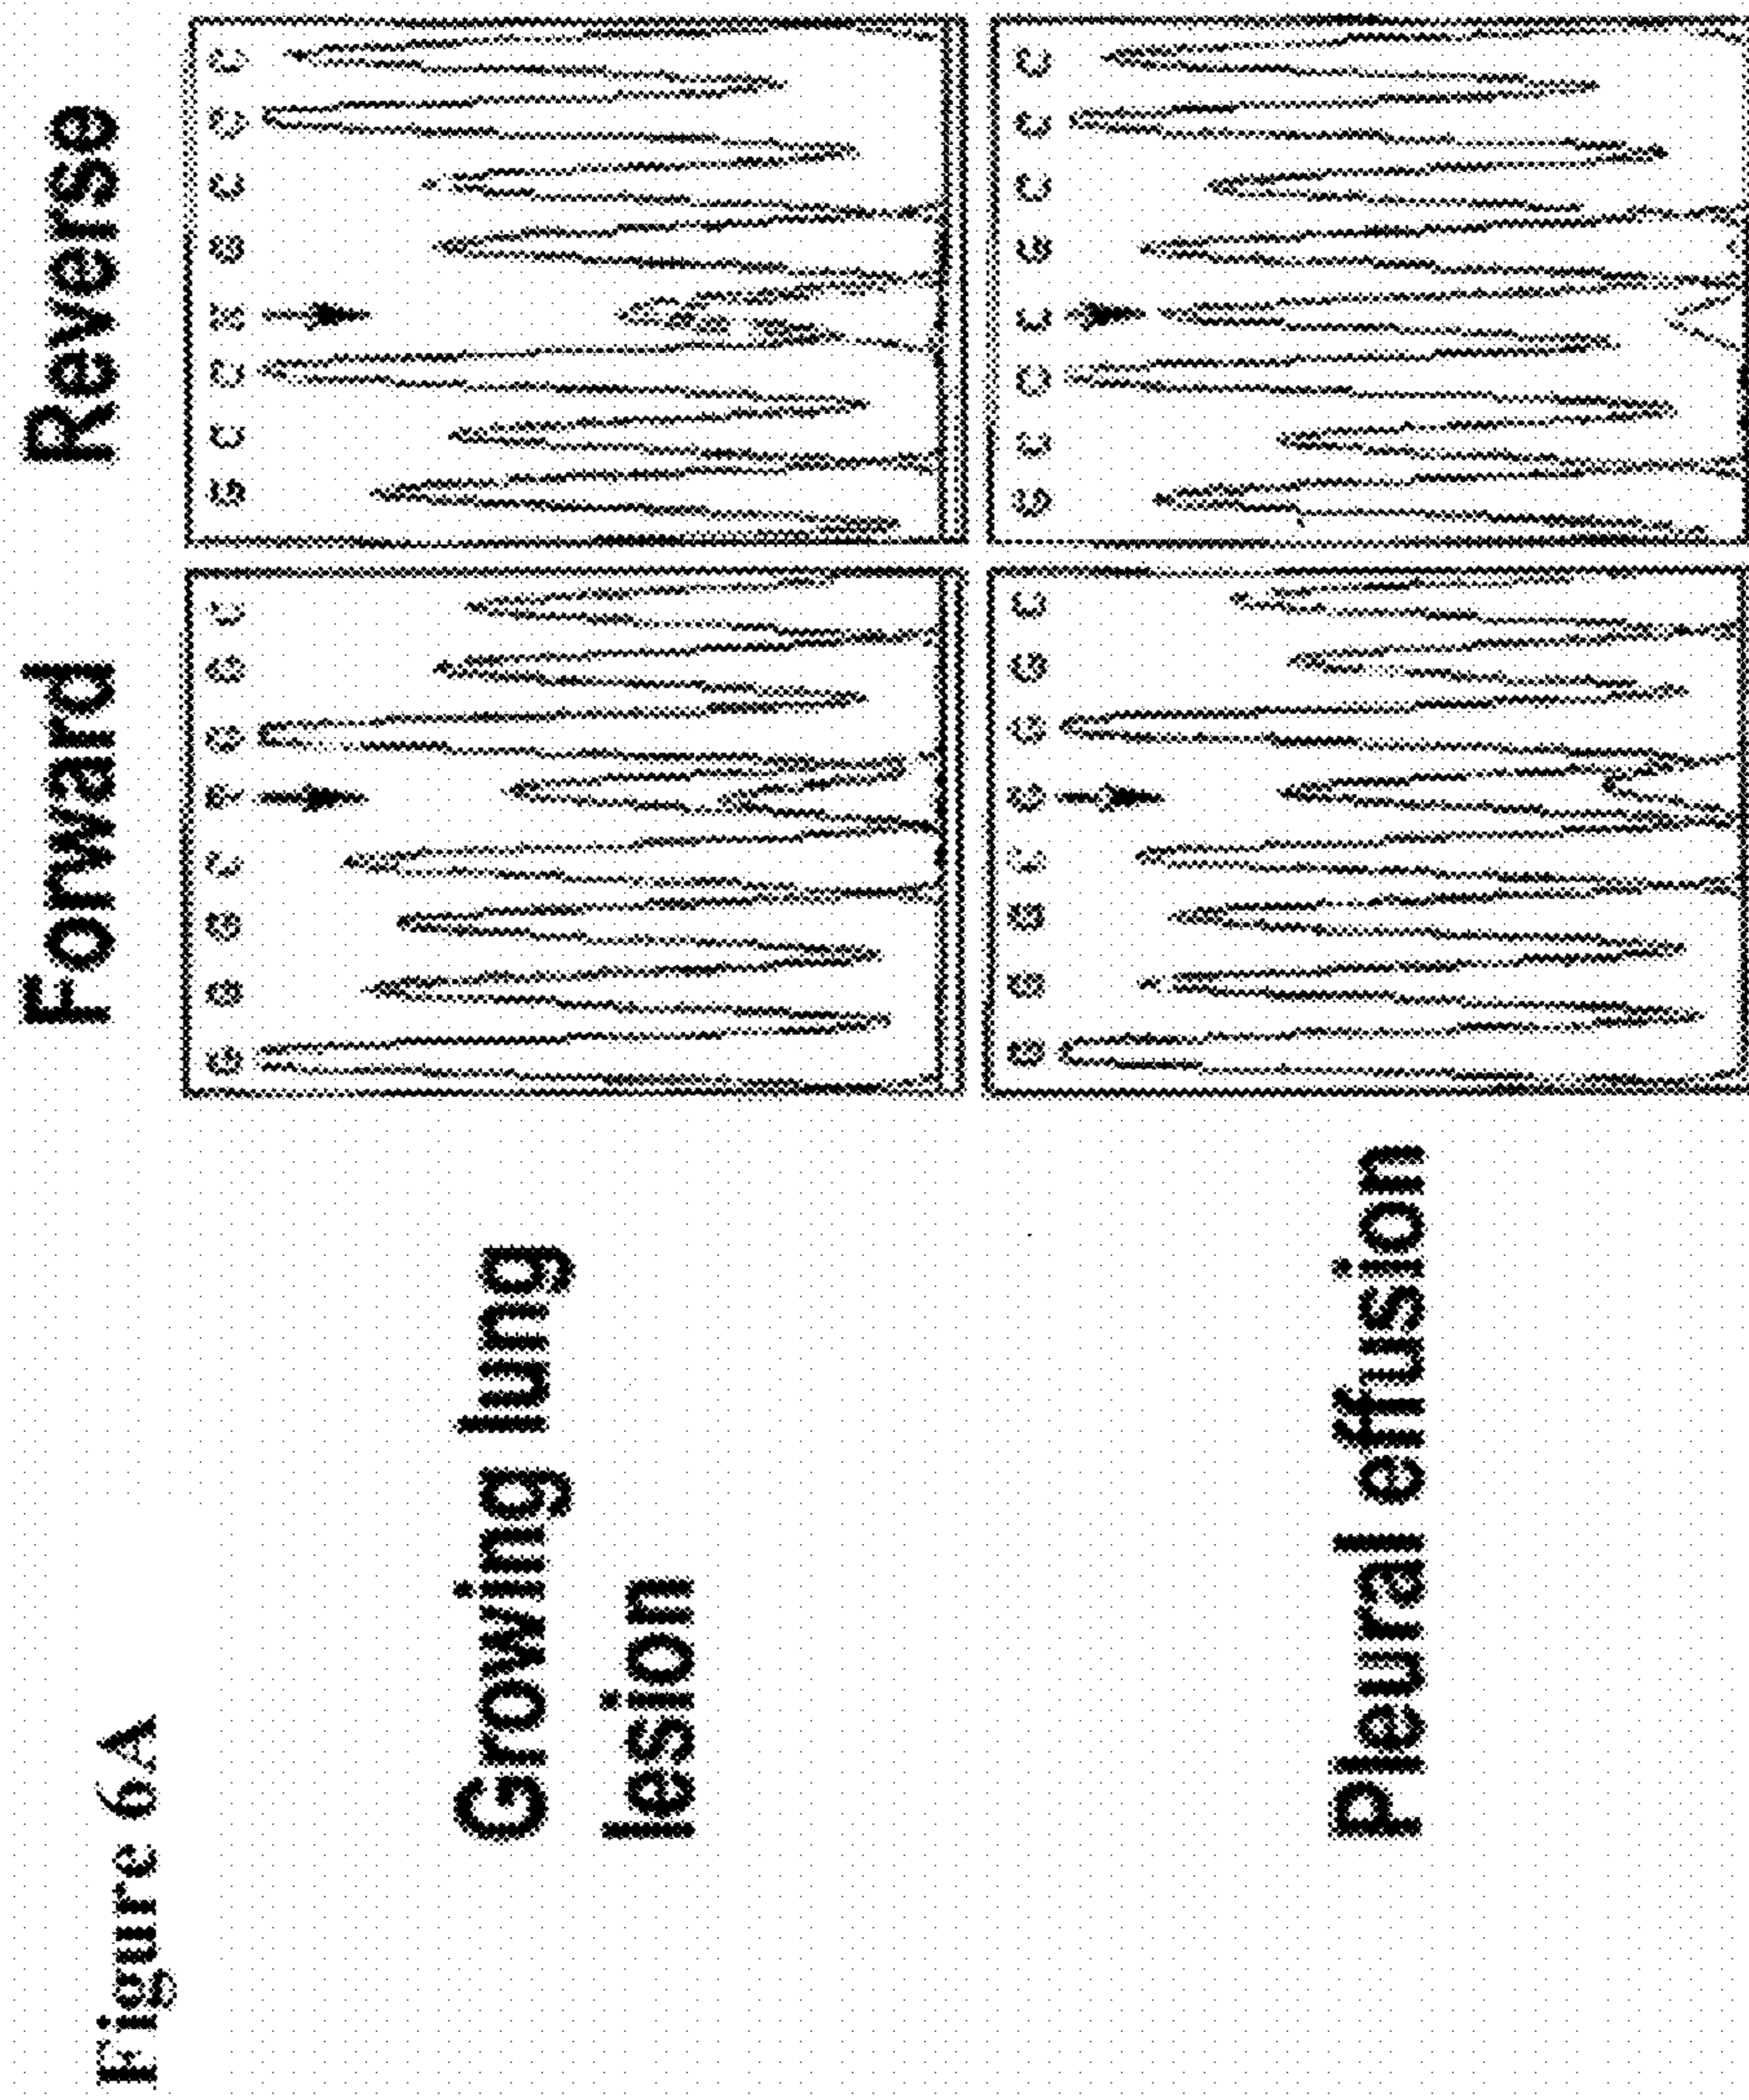 Figure 6A
Forward Reverse
G G G C G G C G C C G C C C
Growing lung
lesion
G G G C C G G C G C C C G C C C
Pleural effusion